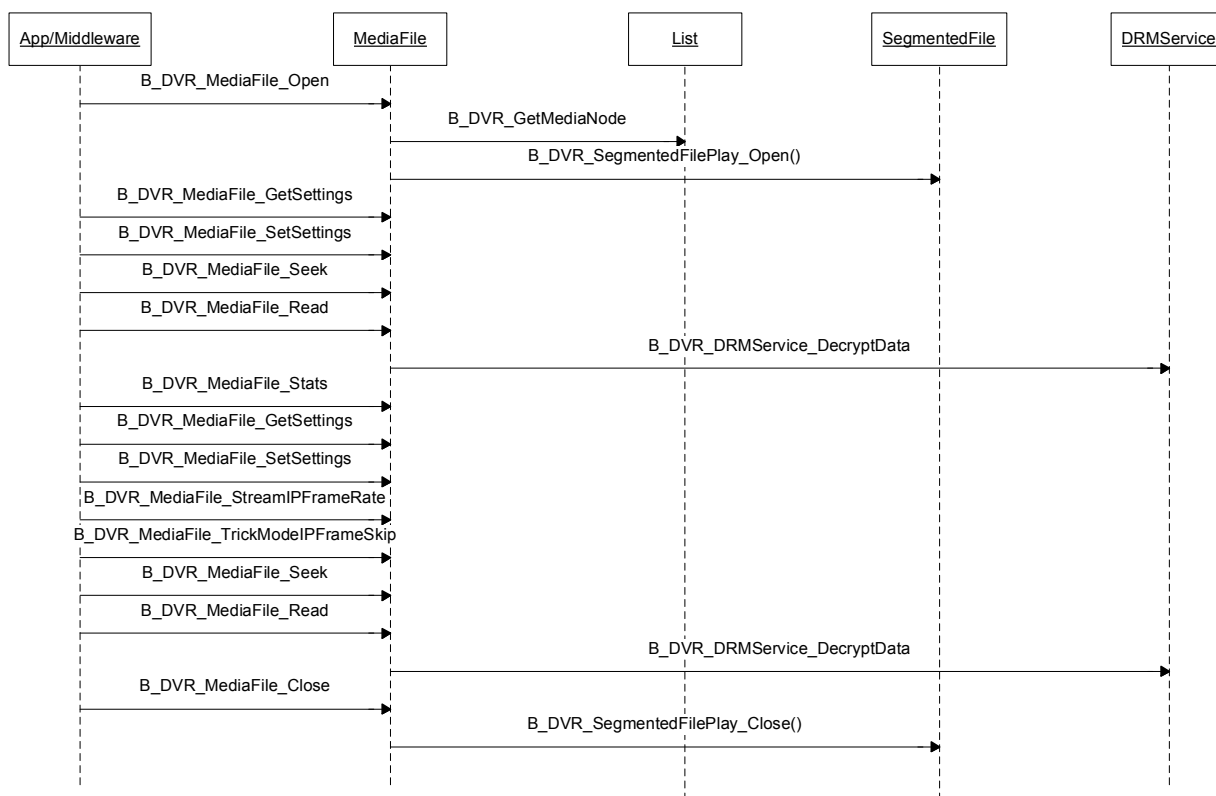 App/Middleware
MediaFile
List
SegmentedFile
DRMService
B_DVR_MediaFile_Open
B_DVR_GetMediaNode
B_DVR_SegmentedFilePlay_Open()
B_DVR_MediaFile_GetSettings
B_DVR_MediaFile_SetSettings
B_DVR_MediaFile_Seek
B_DVR_MediaFile_Read
B_DVR_DRMService_DecryptData
B_DVR_MediaFile_Stats
B_DVR_MediaFile_GetSettings
B_DVR_MediaFile_SetSettings
B_DVR_MediaFile_StreamIPFrameRate
B_DVR_MediaFile_TrickModeIPFrameSkip
B_DVR_MediaFile_Seek
B_DVR_MediaFile_Read
B_DVR_DRMService_DecryptData
B_DVR_MediaFile_Close
B_DVR_SegmentedFilePlay_Close()